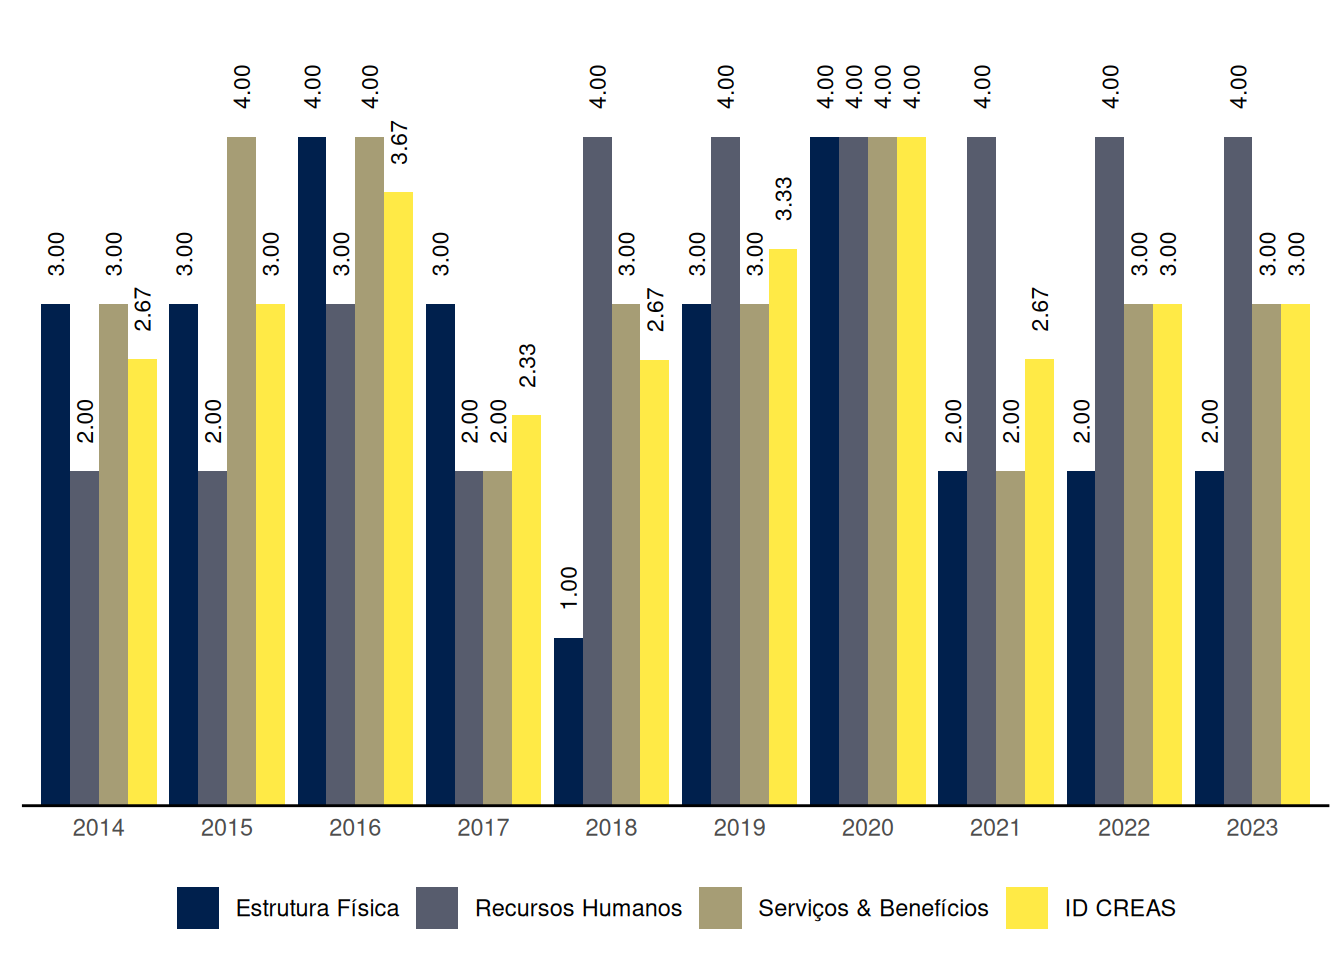 4.00 4.00 4.00 4.00 4.00 4.00 4.00 4.00 4.00 4.00 4.00 4.00
3.67
3.33
3.00 3.00 3.00 3.00 3.00 3.00 3.00 3.00 3.00 3.00 3.00 3.00 3.00 3.00
2.67 2.67 2.67
2.33
2.00 2.00 2.00 2.00 2.00 2.00 2.00 2.00
1.00
2014 2015 2016 2017 2018 2019 2020 2021 2022 2023
Estrutura Física Recursos Humanos Serviços & Benefícios ID CREAS